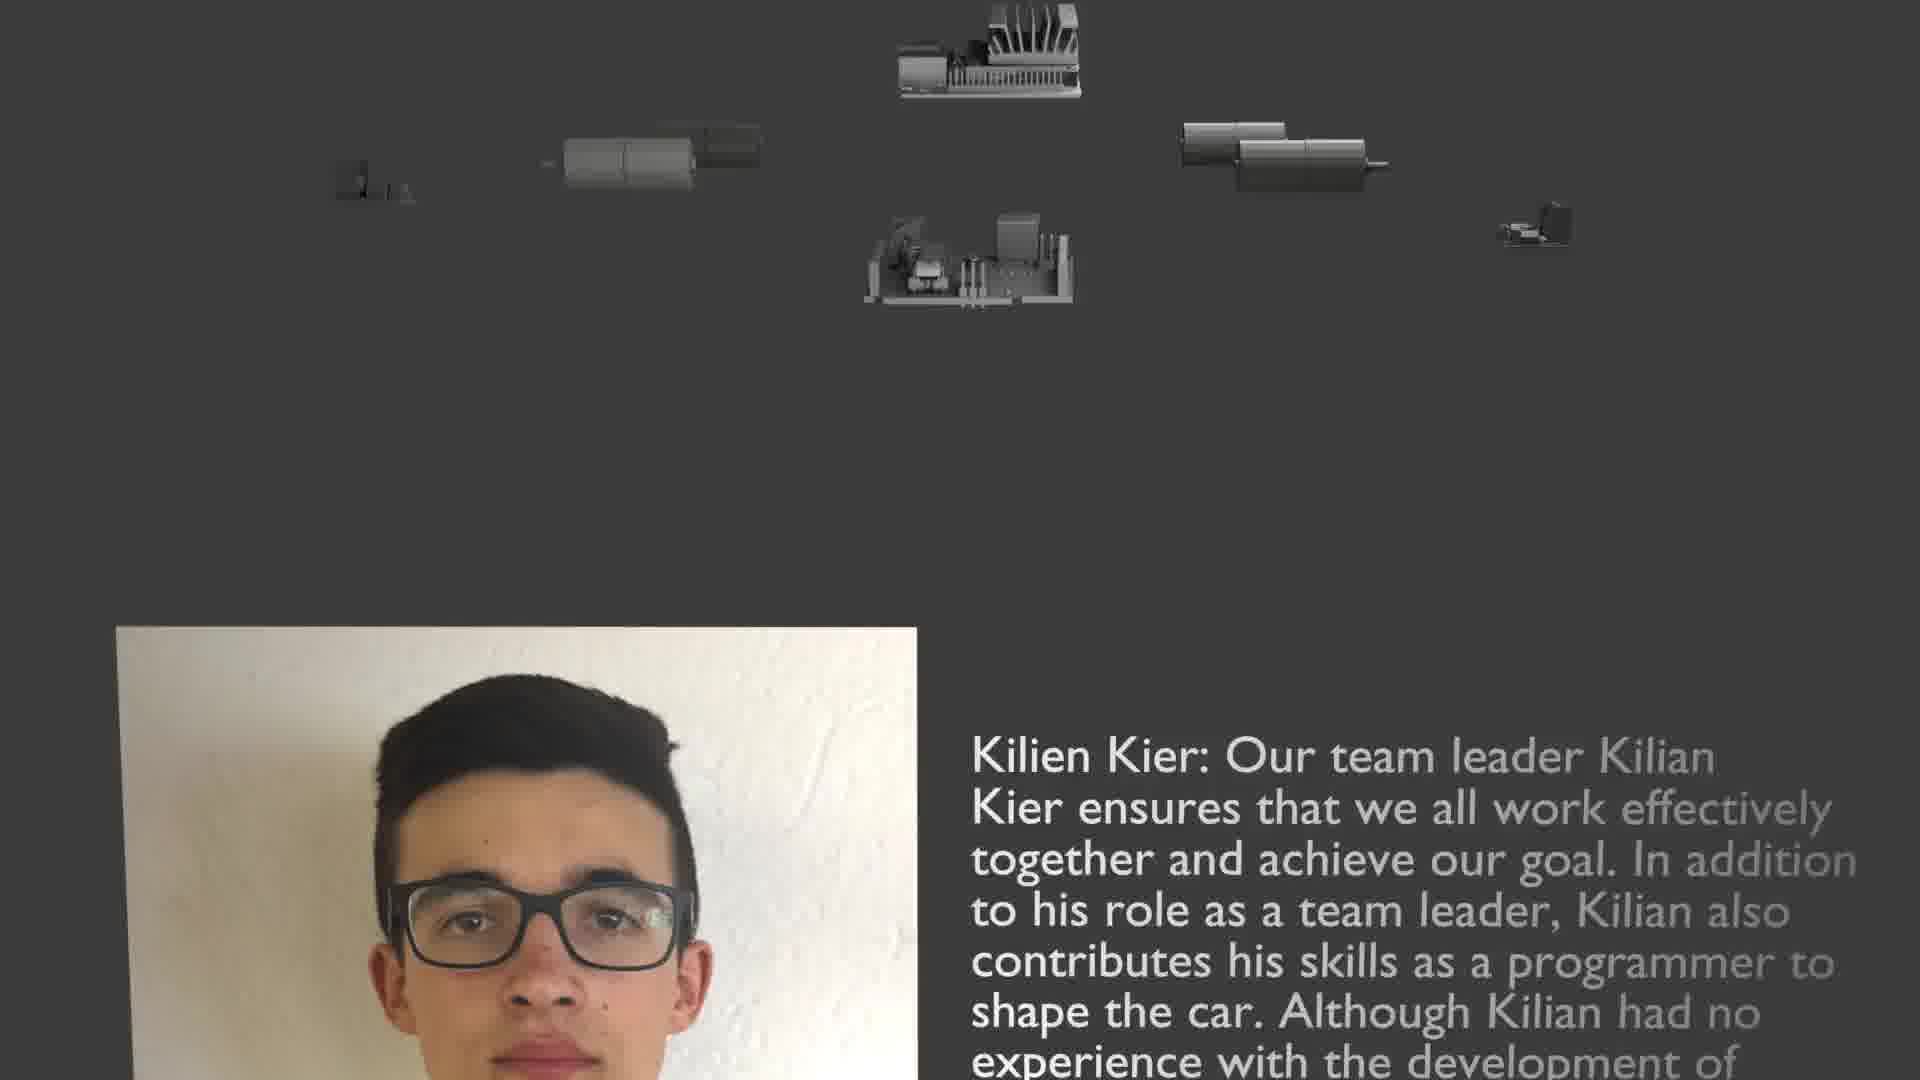 Kilien Kier: Our team leader Kilian
Kier ensures that we all work effectively
together and achieve our goal. In addition
to his role as a team leader, Kilian also
contributes his skills as a programmer to
shape the car. Although Kilian had no
experience with the development of